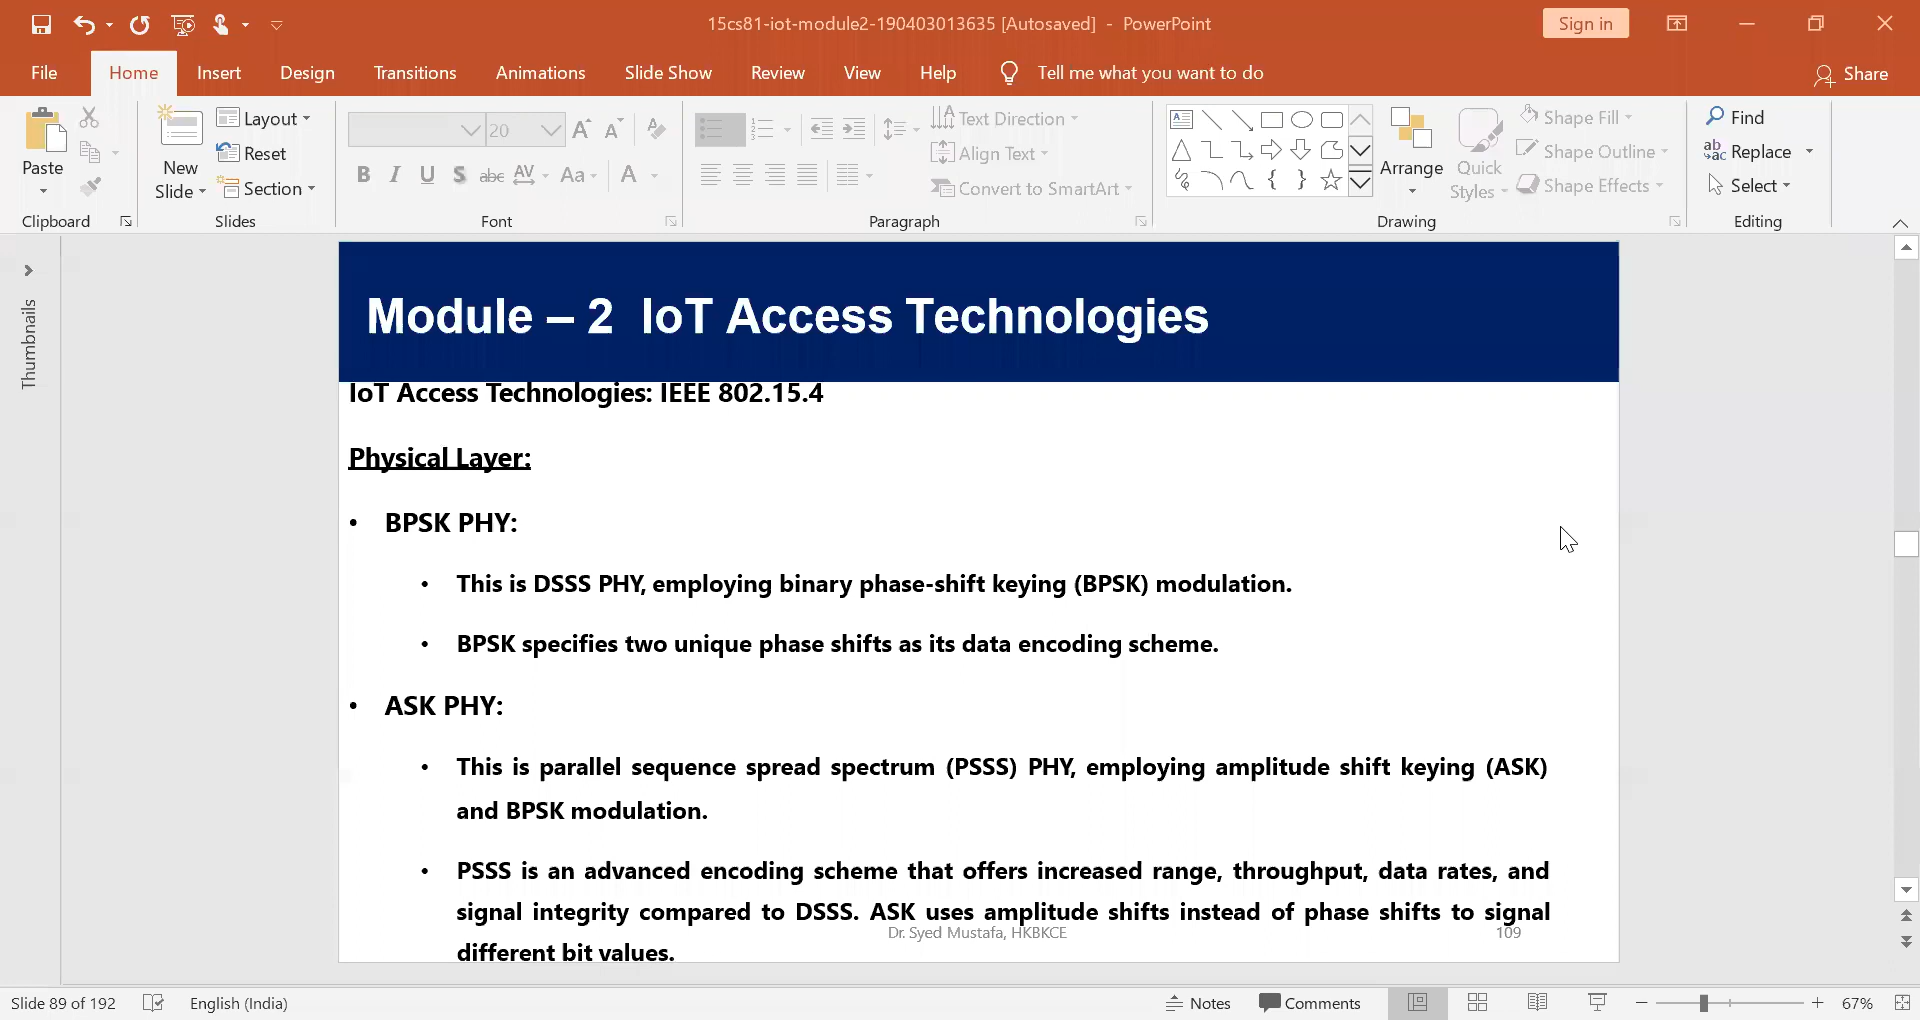 15cs81-iot-module2-190403013635 [Autosaved] - PowerPoint
Sign in
File Home Insert Design Transitions Animations Slide Show Review View Help Tell me what you want to do Share
Paste
Clipboard
New Slide
Layout
Reset
Section
Slides
20
B I U S abc AV Aa A
Font
Text Direction
Align Text
Convert to SmartArt
Paragraph
Arrange
Quick Styles
Shape Fill
Shape Outline
Shape Effects
Drawing
Find
Replace
Select
Editing
Thumbnails
Module – 2 IoT Access Technologies
IoT Access Technologies: IEEE 802.15.4
Physical Layer:
• BPSK PHY:
• This is DSSS PHY, employing binary phase-shift keying (BPSK) modulation.
• BPSK specifies two unique phase shifts as its data encoding scheme.
• ASK PHY:
• This is parallel sequence spread spectrum (PSSS) PHY, employing amplitude shift keying (ASK)
and BPSK modulation.
• PSSS is an advanced encoding scheme that offers increased range, throughput, data rates, and
signal integrity compared to DSSS. ASK uses amplitude shifts instead of phase shifts to signal
different bit values.
Dr. Syed Mustafa, HKBKCE 109
Slide 89 of 192 English (India) Notes Comments 67%